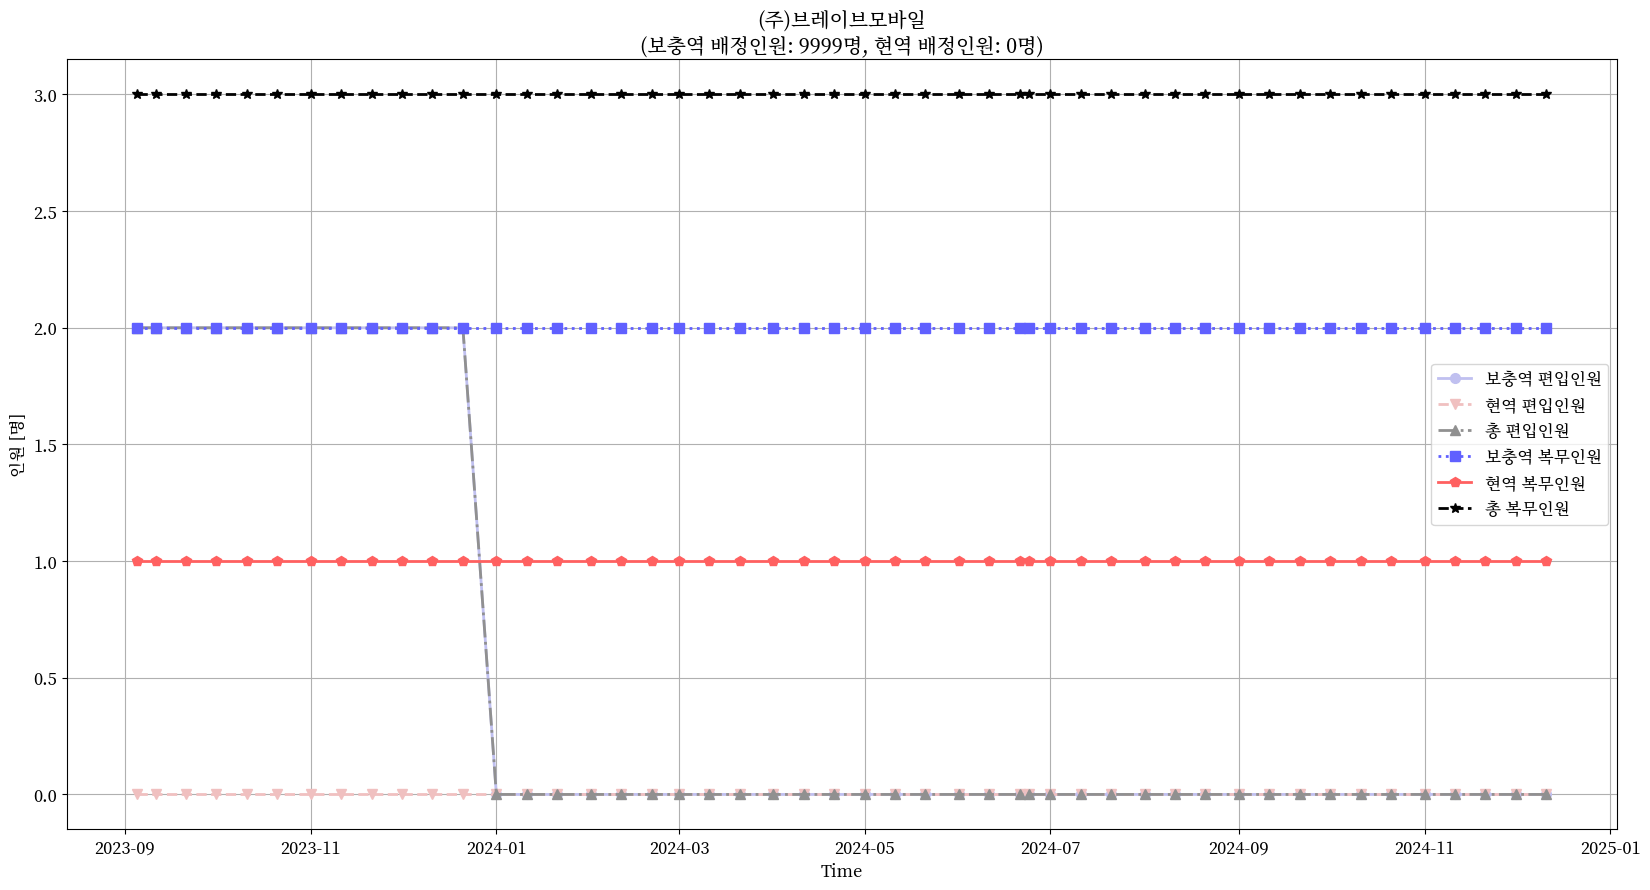 (주)브레이브모바일
(보충역 배정인원: 9999명, 현역 배정인원: 0명)
3.0
2.5
2.0
1.5
1.0
0.5
0.0
인원 [명]
보충역 편입인원
현역 편입인원
총 편입인원
보충역 복무인원
현역 복무인원
총 복무인원
2023-09
2023-11
2024-01
2024-03
2024-05
2024-07
2024-09
2024-11
2025-01
Time